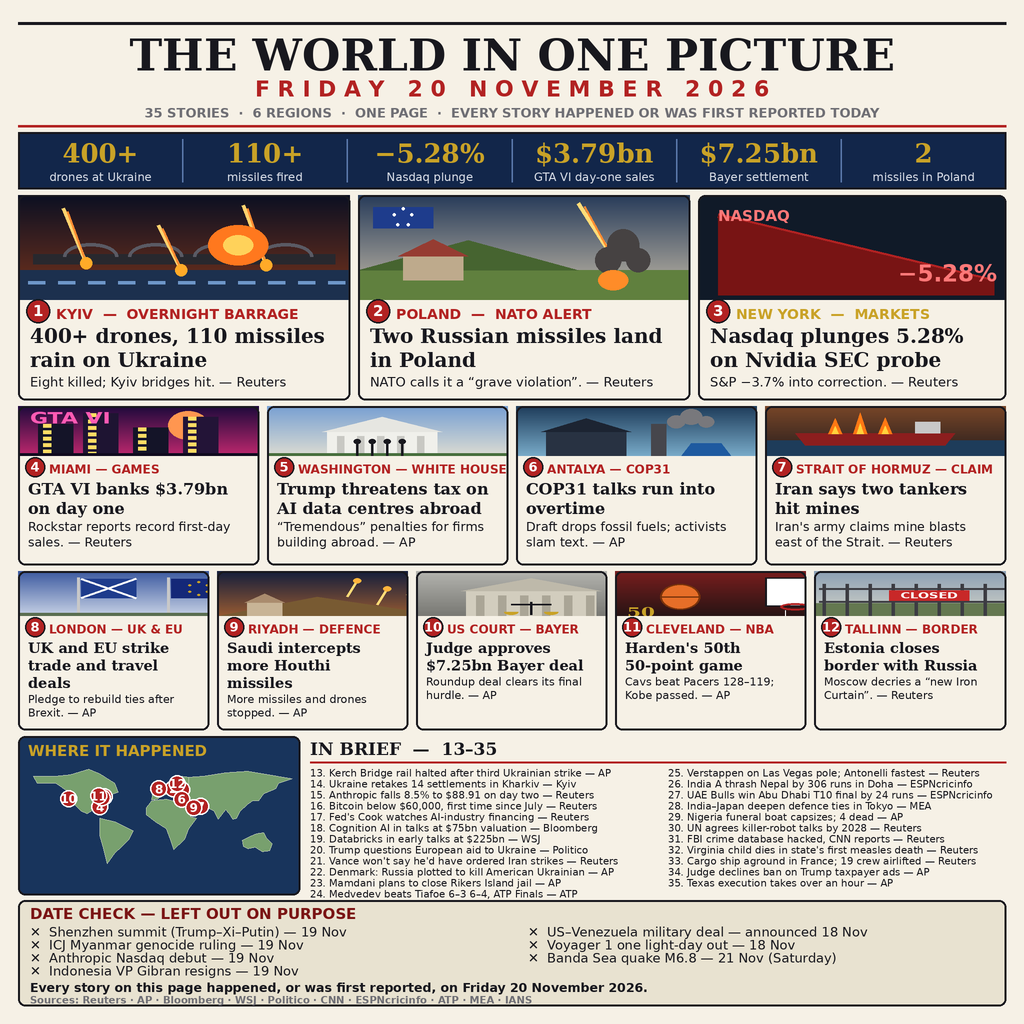 THE WORLD IN ONE PICTURE
FRIDAY 20 NOVEMBER 2026
35 STORIES · 6 REGIONS · ONE PAGE · EVERY STORY HAPPENED OR WAS FIRST REPORTED TODAY
400+
drones at Ukraine
110+
missiles fired
−5.28%
Nasdaq plunge
$3.79bn
GTA VI day-one sales
$7.25bn
Bayer settlement
2
missiles in Poland
1 KYIV — OVERNIGHT BARRAGE
400+ drones, 110 missiles
rain on Ukraine
Eight killed; Kyiv bridges hit. — Reuters
2 POLAND — NATO ALERT
Two Russian missiles land
in Poland
NATO calls it a “grave violation”. — Reuters
NASDAQ
−5.28%
3 NEW YORK — MARKETS
Nasdaq plunges 5.28%
on Nvidia SEC probe
S&P −3.7% into correction. — Reuters
GTA VI
4 MIAMI — GAMES
GTA VI banks $3.79bn
on day one
Rockstar reports record first-day
sales. — Reuters
5 WASHINGTON — WHITE HOUSE
Trump threatens tax on
AI data centres abroad
“Tremendous” penalties for firms
building abroad. — AP
6 ANTALYA — COP31
COP31 talks run into
overtime
Draft drops fossil fuels; activists
slam text. — AP
7 STRAIT OF HORMUZ — CLAIM
Iran says two tankers
hit mines
Iran's army claims mine blasts
east of the Strait. — Reuters
8 LONDON — UK & EU
UK and EU strike
trade and travel
deals
Pledge to rebuild ties after
Brexit. — AP
9 RIYADH — DEFENCE
Saudi intercepts
more Houthi
missiles
More missiles and drones
stopped. — AP
10 US COURT — BAYER
Judge approves
$7.25bn Bayer deal
Roundup deal clears its final
hurdle. — AP
50
11 CLEVELAND — NBA
Harden's 50th
50-point game
Cavs beat Pacers 128–119;
Kobe passed. — AP
CLOSED
12 TALLINN — BORDER
Estonia closes
border with Russia
Moscow decries a “new Iron
Curtain”. — Reuters
WHERE IT HAPPENED
10
11
4
8
12
6
9
7
IN BRIEF — 13–35
13. Kerch Bridge rail halted after third Ukrainian strike — AP
14. Ukraine retakes 14 settlements in Kharkiv — Kyiv
15. Anthropic falls 8.5% to $88.91 on day two — Reuters
16. Bitcoin below $60,000, first time since July — Reuters
17. Fed's Cook watches AI-industry financing — Reuters
18. Cognition AI in talks at $75bn valuation — Bloomberg
19. Databricks in early talks at $225bn — WSJ
20. Trump questions European aid to Ukraine — Politico
21. Vance won't say he'd have ordered Iran strikes — Reuters
22. Denmark: Russia plotted to kill American Ukrainian — AP
23. Mamdani plans to close Rikers Island jail — AP
24. Medvedev beats Tiafoe 6–3 6–4, ATP Finals — ATP
25. Verstappen on Las Vegas pole; Antonelli fastest — Reuters
26. India A thrash Nepal by 306 runs in Doha — ESPNcricinfo
27. UAE Bulls win Abu Dhabi T10 final by 24 runs — ESPNcricinfo
28. India–Japan deepen defence ties in Tokyo — MEA
29. Nigeria funeral boat capsizes; 4 dead — AP
30. UN agrees killer-robot talks by 2028 — Reuters
31. FBI crime database hacked, CNN reports — Reuters
32. Virginia child dies in state's first measles death — Reuters
33. Cargo ship aground in France; 19 crew airlifted — Reuters
34. Judge declines ban on Trump taxpayer ads — AP
35. Texas execution takes over an hour — AP
DATE CHECK — LEFT OUT ON PURPOSE
✕ Shenzhen summit (Trump–Xi–Putin) — 19 Nov
✕ ICJ Myanmar genocide ruling — 19 Nov
✕ Anthropic Nasdaq debut — 19 Nov
✕ Indonesia VP Gibran resigns — 19 Nov
✕ US–Venezuela military deal — announced 18 Nov
✕ Voyager 1 one light-day out — 18 Nov
✕ Banda Sea quake M6.8 — 21 Nov (Saturday)
Every story on this page happened, or was first reported, on Friday 20 November 2026.
Sources: Reuters · AP · Bloomberg · WSJ · Politico · CNN · ESPNcricinfo · ATP · MEA · IANS